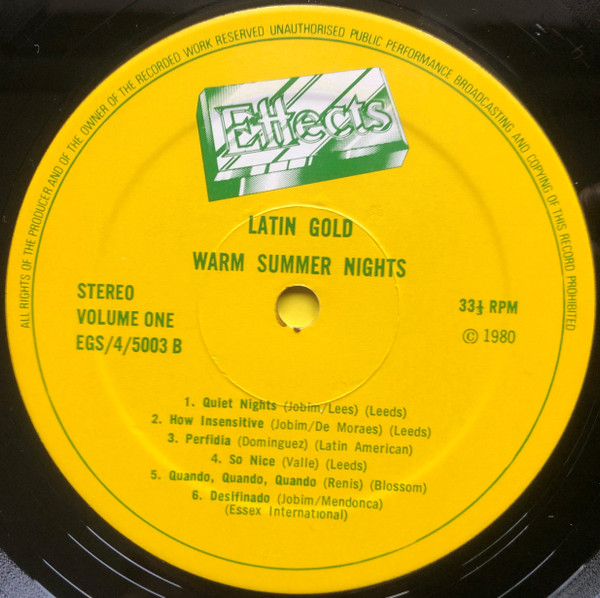 ALL RIGHTS OF THE PRODUCER AND OF THE OWNER OF THE RECORDED WORK RESERVED UNAUTHORISED PUBLIC PERFORMANCE BROADCASTING AND COPYING OF THIS RECORD PROHIBITED
Effects
LATIN GOLD
WARM SUMMER NIGHTS
STEREO
VOLUME ONE
EGS/4/5003 B
33⅓ RPM
© 1980
1. Quiet Nights (Jobim/Lees) (Leeds)
2. How Insensitive (Jobim/De Moraes) (Leeds)
3. Perfidia (Dominguez) (Latin American)
4. So Nice (Valle) (Leeds)
5. Quando, Quando, Quando (Renis) (Blossom)
6. Desifinado (Jobim/Mendonca)
(Essex International)